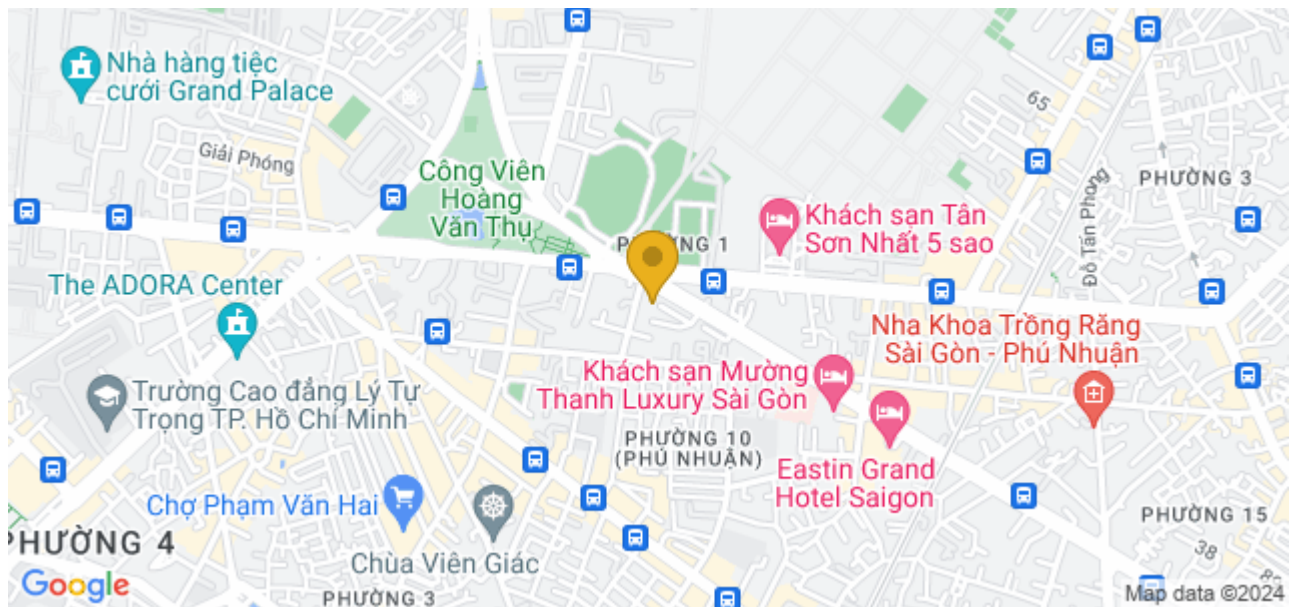 Nhà hàng tiệc
cưới Grand Palace
65
Giải Phóng
Công Viên
Hoàng
Văn Thụ
PHƯỜNG 3
Đỗ Tấn Phong
Khách sạn Tân
Sơn Nhất 5 sao
The ADORA Center
Nha Khoa Trồng Răng
Sài Gòn - Phú Nhuận
Khách sạn Mường
Thanh Luxury Sài Gòn
Trường Cao đẳng Lý Tự
Trọng TP. Hồ Chí Minh
PHƯỜNG 10
(PHÚ NHUẬN)
Eastin Grand
Hotel Saigon
Chợ Phạm Văn Hai
PHƯỜNG 15
PHƯỜNG 4
38
Chùa Viên Giác
Google
PHƯỜNG 3
Map data ©2024